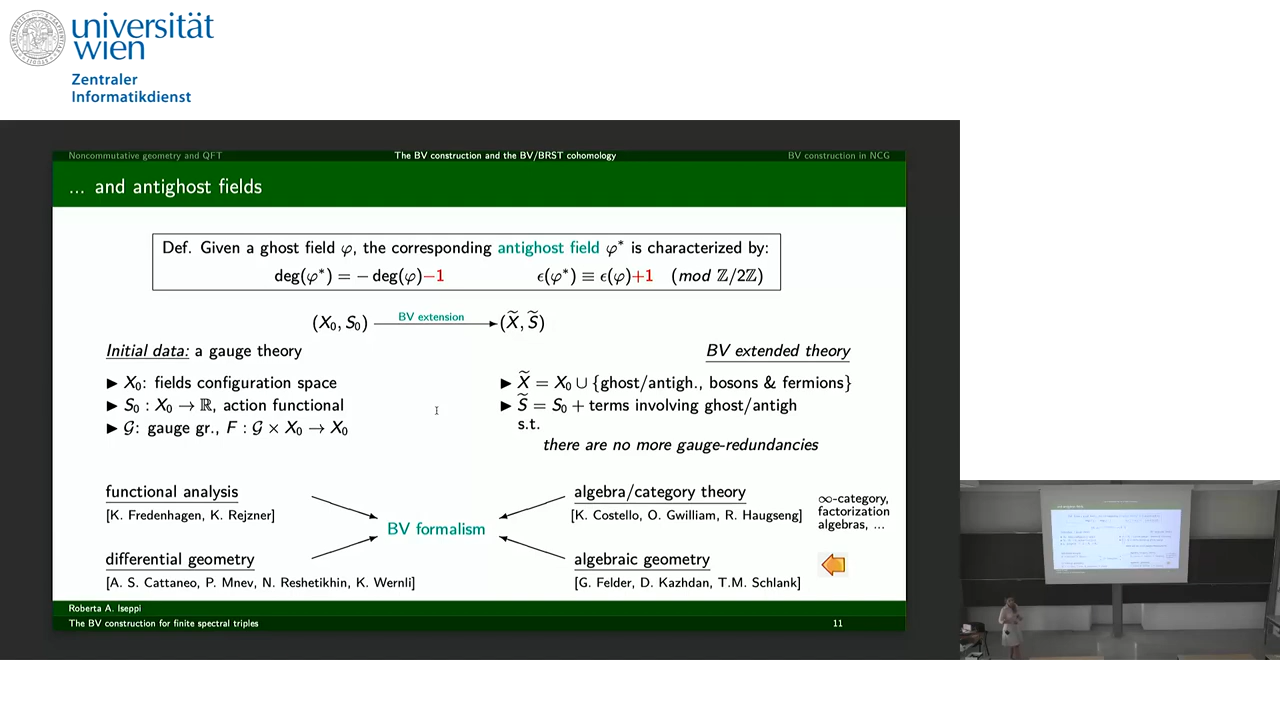 universität
wien
Zentraler
Informatikdienst
Noncommutative geometry and QFT The BV construction and the BV/BRST cohomology BV construction in NCG
... and antighost fields
Def. Given a ghost field φ, the corresponding antighost field φ* is characterized by:
deg(φ*) = − deg(φ)−1 ϵ(φ*) ≡ ϵ(φ)+1 (mod ℤ/2ℤ)
(X₀, S₀) BV extension (X̃, S̃)
Initial data: a gauge theory
BV extended theory
▶ X₀: fields configuration space
▶ S₀ : X₀ → ℝ, action functional
▶ 𝒢: gauge gr., F : 𝒢 × X₀ → X₀
▶ X̃ = X₀ ∪ {ghost/antigh., bosons & fermions}
▶ S̃ = S₀ + terms involving ghost/antigh
s.t.
there are no more gauge-redundancies
functional analysis
[K. Fredenhagen, K. Rejzner]
differential geometry
[A. S. Cattaneo, P. Mnev, N. Reshetikhin, K. Wernli]
BV formalism
algebra/category theory
[K. Costello, O. Gwilliam, R. Haugseng]
∞-category,
factorization
algebras, ...
algebraic geometry
[G. Felder, D. Kazhdan, T.M. Schlank]
Roberta A. Iseppi
The BV construction for finite spectral triples 11